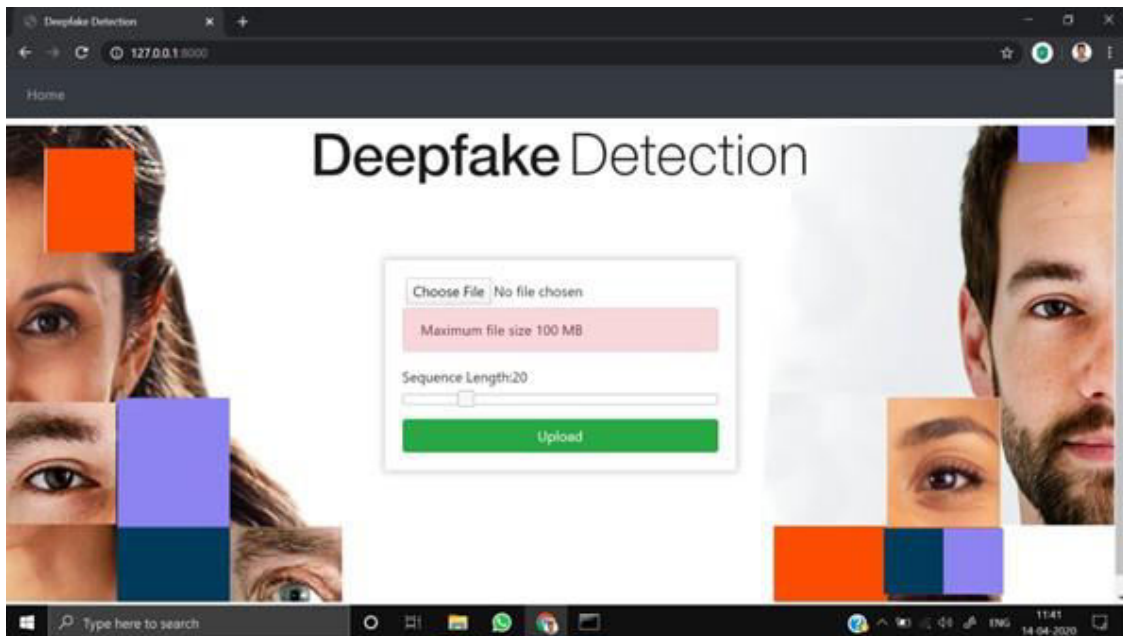 Deepfake Detection
127.0.0.1:8000
Home
Deepfake Detection
Choose File No file chosen
Maximum file size 100 MB
Sequence Length:20
Upload
Type here to search
ENG
11:41
14-04-2020